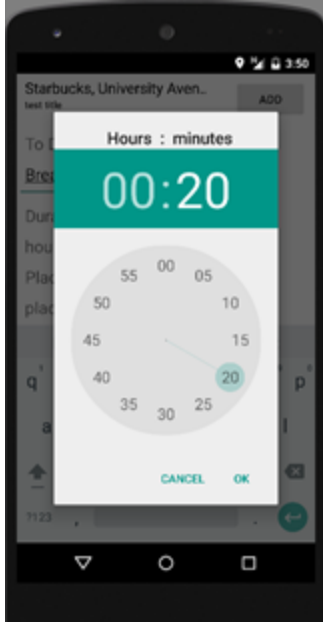 3:50
Starbucks, University Aven..
test title
ADD
To D
Brea
Dura
hou
Plac
plac
Hours : minutes
00:20
00
05
10
15
20
25
30
35
40
45
50
55
CANCEL
OK
q
p
a
l
?123
,
.